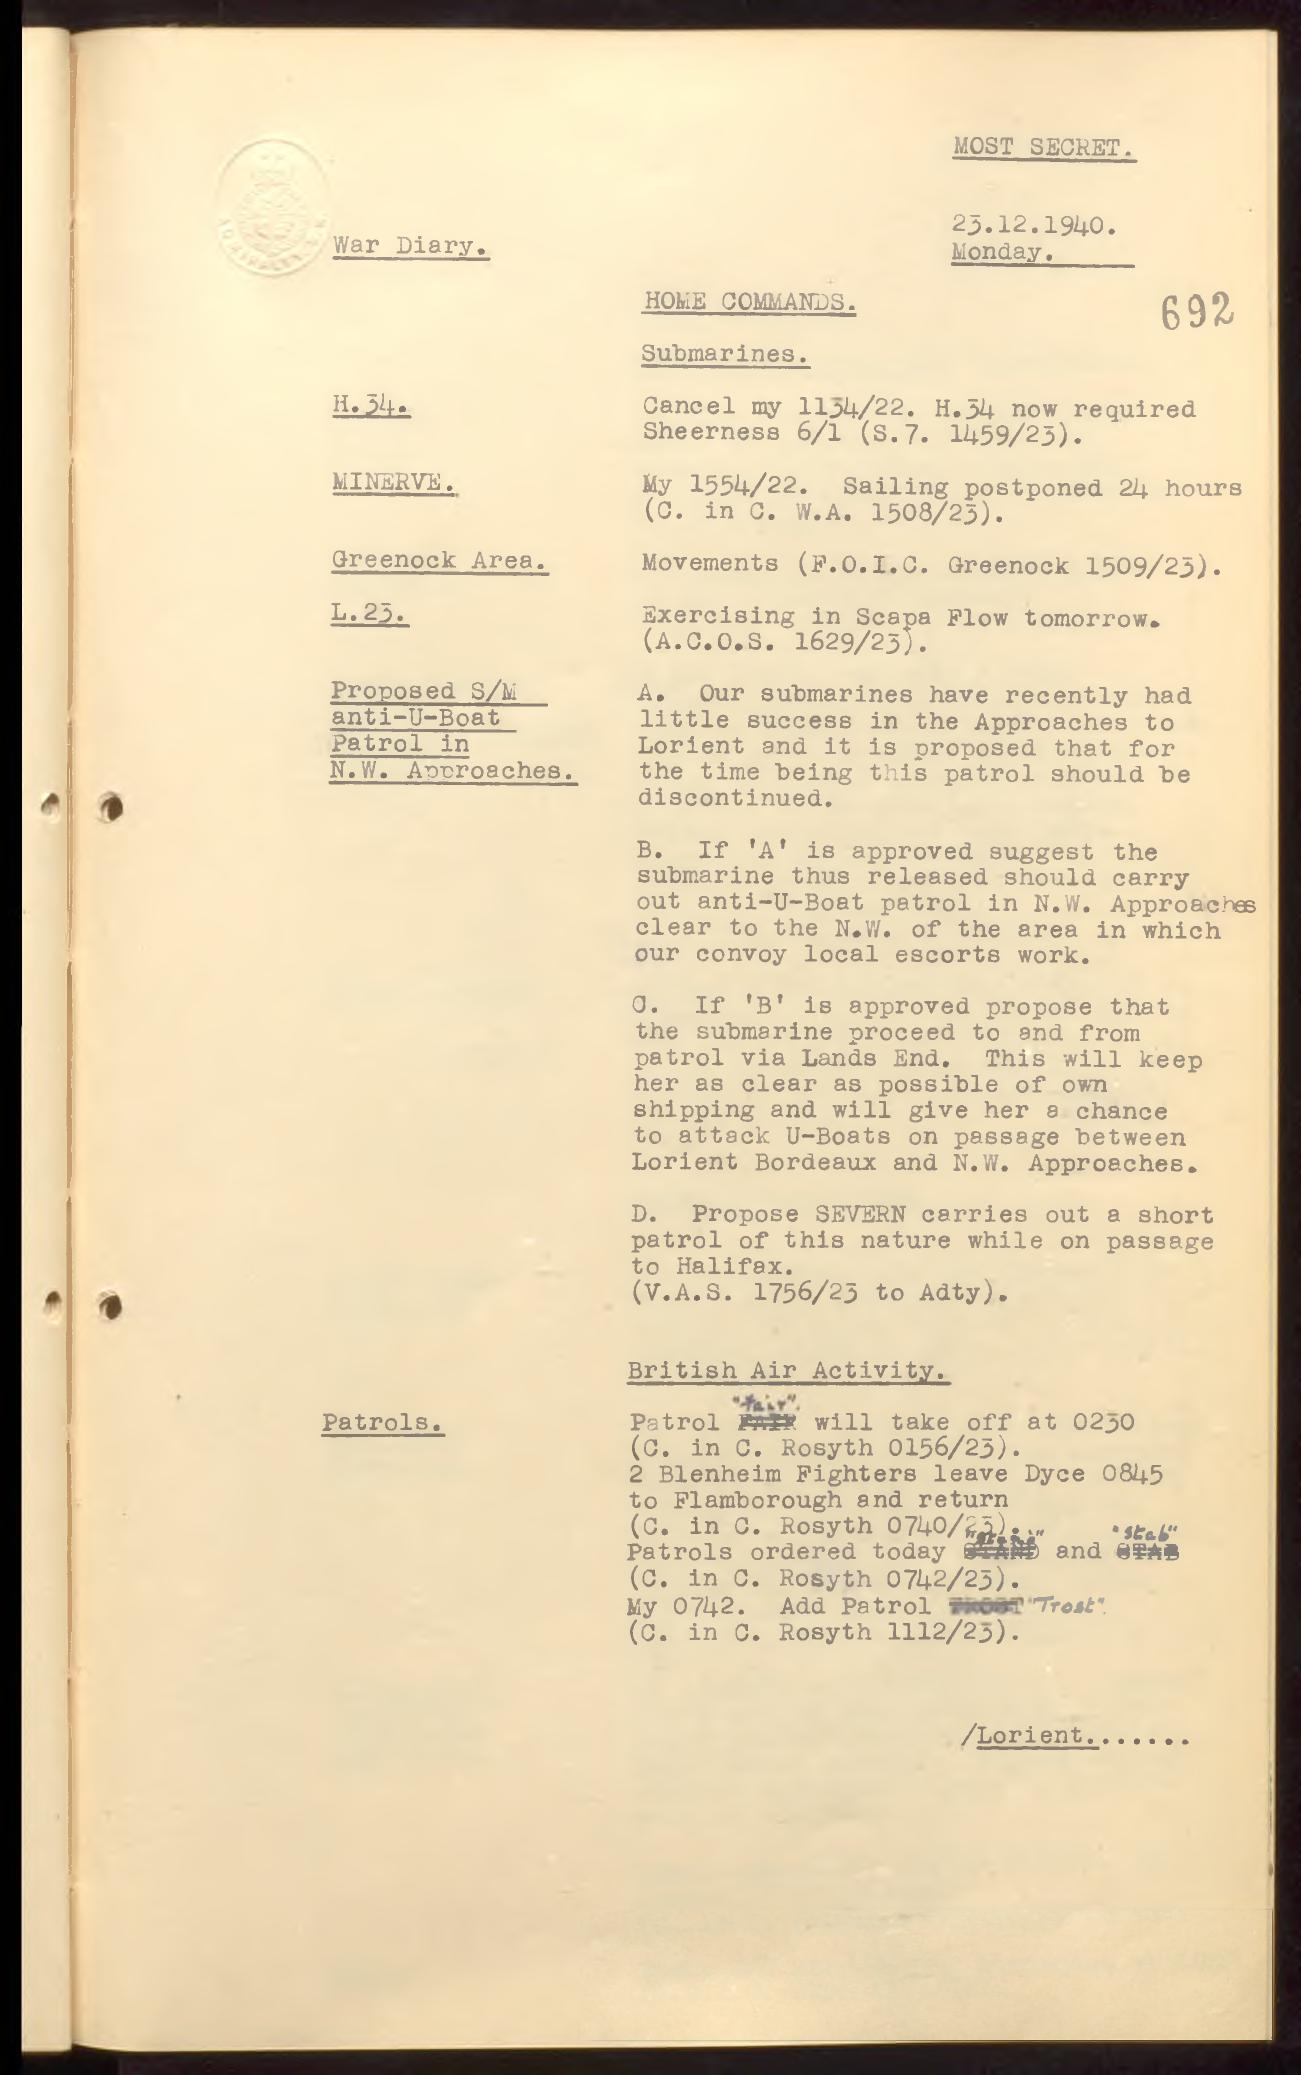 MOST SECRET.
23.12.1940.
War Diary.
Monday.
HOME COMMANDS.
692
Submarines.
H.34.
Cancel my 1134/22. H.34 now required
Sheerness 6/1 (S.7. 1459/23).
MINERVE.
My 1554/22. Sailing postponed 24 hours
(C. in C. W.A. 1508/23).
Greenock Area.
Movements (F.O.I.C. Greenock 1509/23).
L.23.
Exercising in Scapa Flow tomorrow.
(A.C.O.S. 1629/23).
Proposed S/M
anti-U-Boat
Patrol in
N.W. Approaches.
A. Our submarines have recently had
little success in the Approaches to
Lorient and it is proposed that for
the time being this patrol should be
discontinued.
B. If 'A' is approved suggest the
submarine thus released should carry
out anti-U-Boat patrol in N.W. Approaches
clear to the N.W. of the area in which
our convoy local escorts work.
C. If 'B' is approved propose that
the submarine proceed to and from
patrol via Lands End. This will keep
her as clear as possible of own
shipping and will give her a chance
to attack U-Boats on passage between
Lorient Bordeaux and N.W. Approaches.
D. Propose SEVERN carries out a short
patrol of this nature while on passage
to Halifax.
(V.A.S. 1756/23 to Adty).
British Air Activity.
"fair".
Patrols.
Patrol FAIR will take off at 0230
(C. in C. Rosyth 0156/23).
2 Blenheim Fighters leave Dyce 0845
to Flamborough and return
(C. in C. Rosyth 0740/23).
"stab"
Patrols ordered today and STAB
(C. in C. Rosyth 0742/23).
My 0742. Add Patrol "Trost".
(C. in C. Rosyth 1112/23).
/Lorient.......